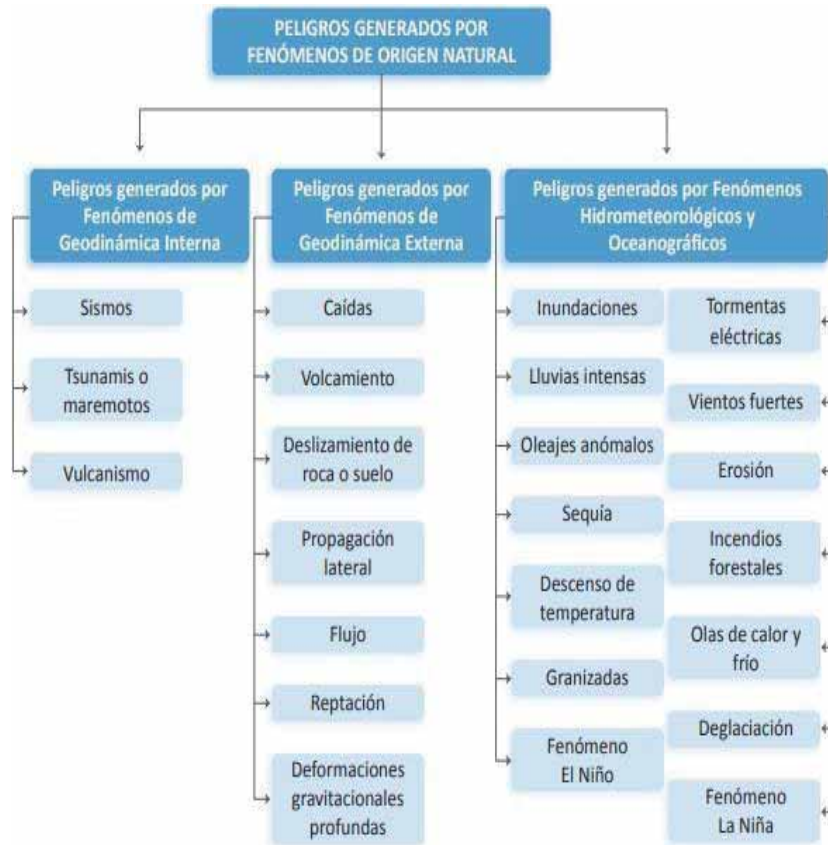 PELIGROS GENERADOS POR
FENÓMENOS DE ORIGEN NATURAL
Peligros generados por
Fenómenos de
Geodinámica Interna
Sismos
Tsunamis o
maremotos
Vulcanismo
Peligros generados por
Fenómenos de
Geodinámica Externa
Caídas
Volcamiento
Deslizamiento de
roca o suelo
Propagación
lateral
Flujo
Reptación
Deformaciones
gravitacionales
profundas
Peligros generados por Fenómenos
Hidrometeorológicos y
Oceanográficos
Inundaciones
Lluvias intensas
Oleajes anómalos
Sequía
Descenso de
temperatura
Granizadas
Fenómeno
El Niño
Tormentas
eléctricas
Vientos fuertes
Erosión
Incendios
forestales
Olas de calor y
frío
Deglaciación
Fenómeno
La Niña